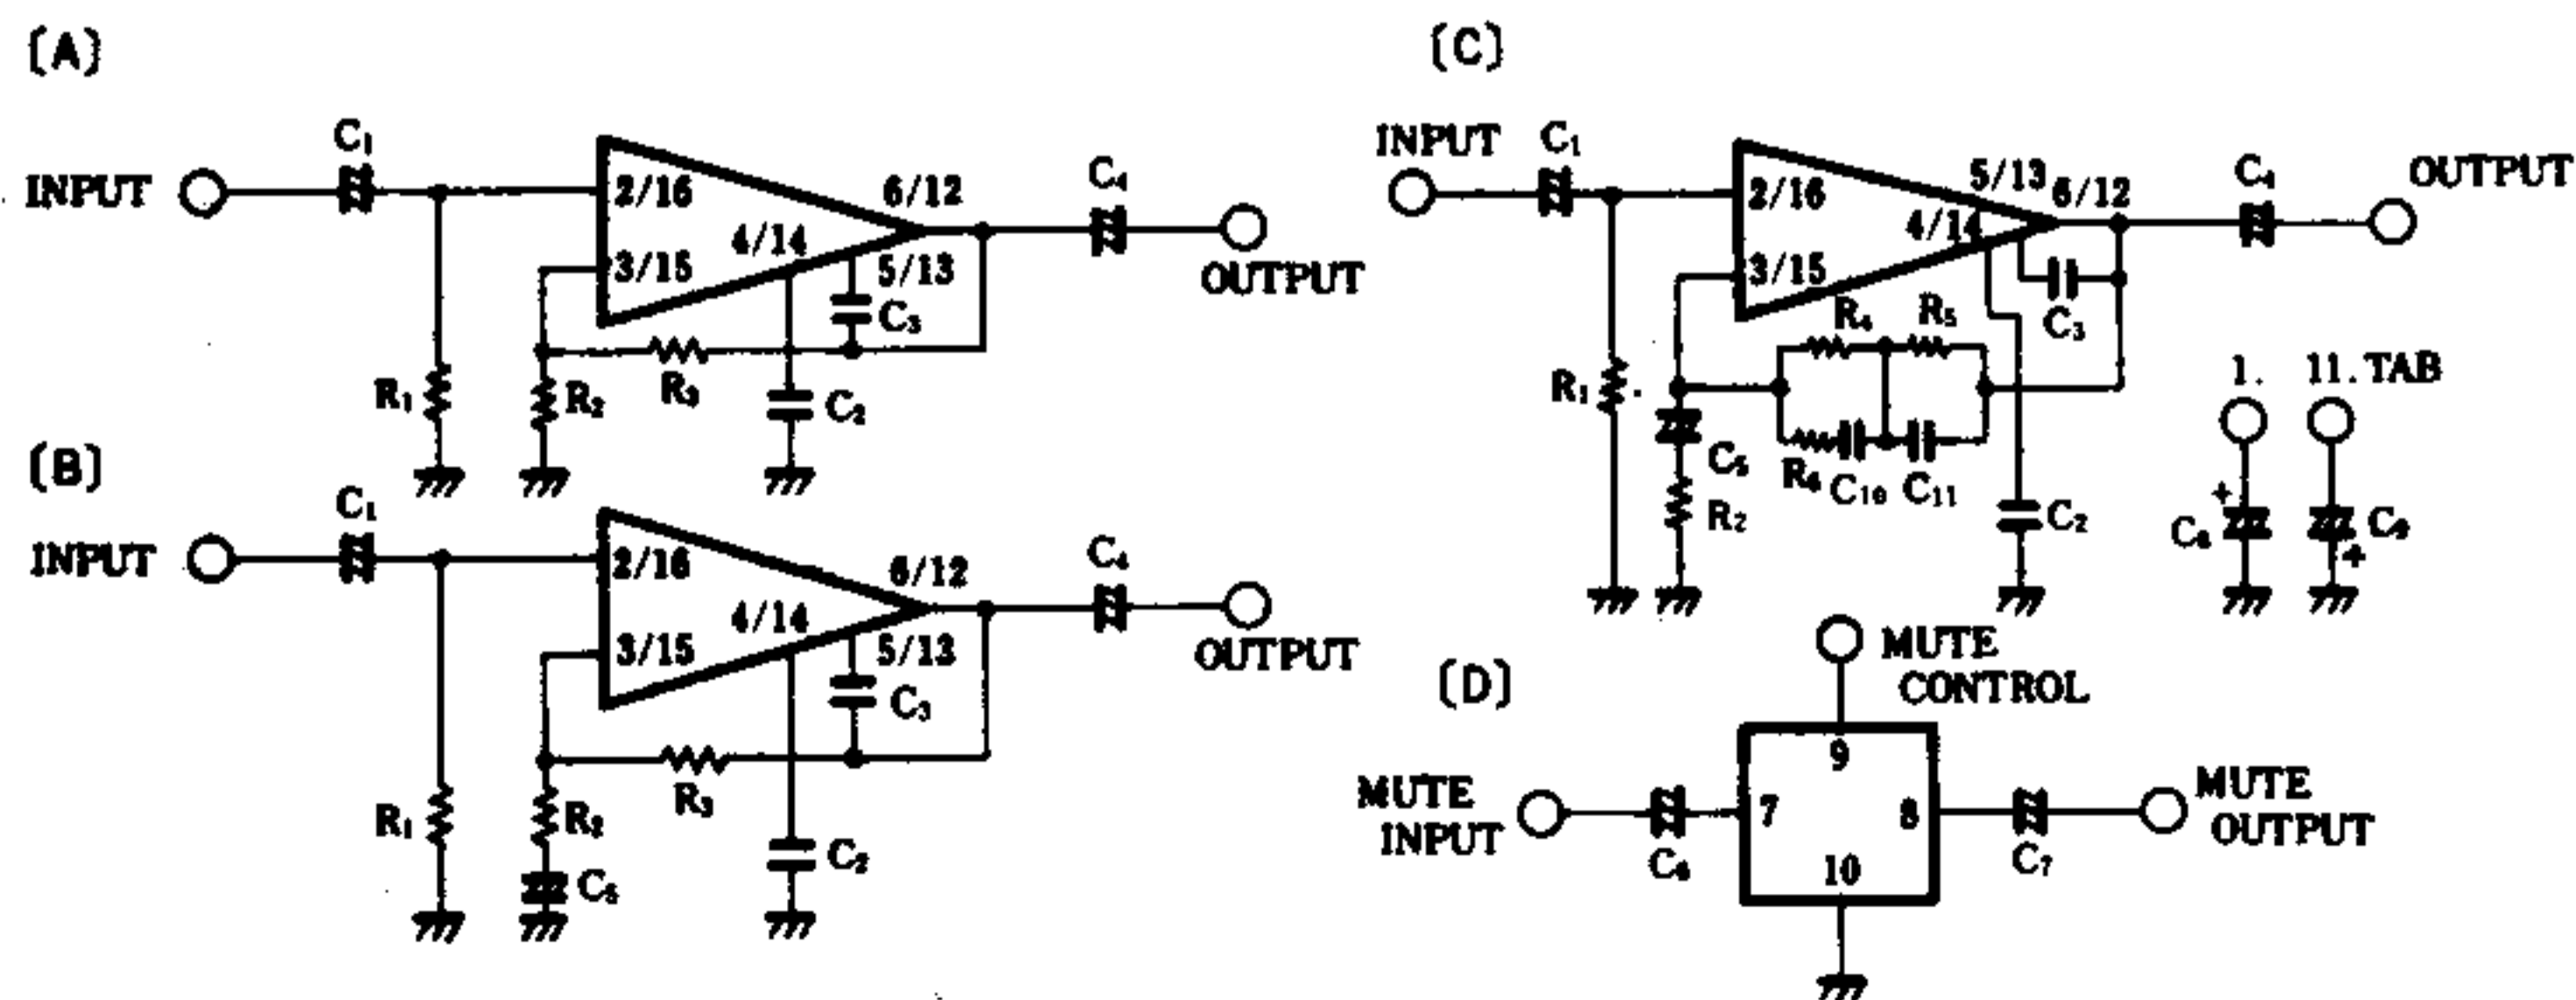 [A]
INPUT
C1
2/16
3/15
4/14
6/12
5/13
C3
C4
OUTPUT
R1
R2
R3
C2
[B]
INPUT
C1
2/16
3/15
4/14
6/12
5/13
C3
C4
OUTPUT
R1
R2
R3
C5
C2
[C]
INPUT
C1
2/16
3/15
4/14
5/13
6/12
C3
C4
OUTPUT
R1
R4
R5
C5
C10
C11
R2
C2
1.
11. TAB
+
C9
+
[D]
MUTE
CONTROL
9
MUTE
INPUT
7
8
10
C7
MUTE
OUTPUT